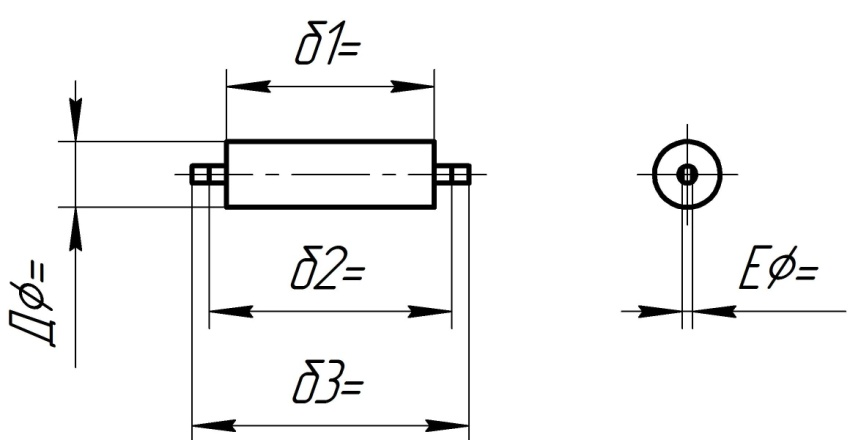 δ1=
δ2=
Eφ=
Дφ=
δ3=